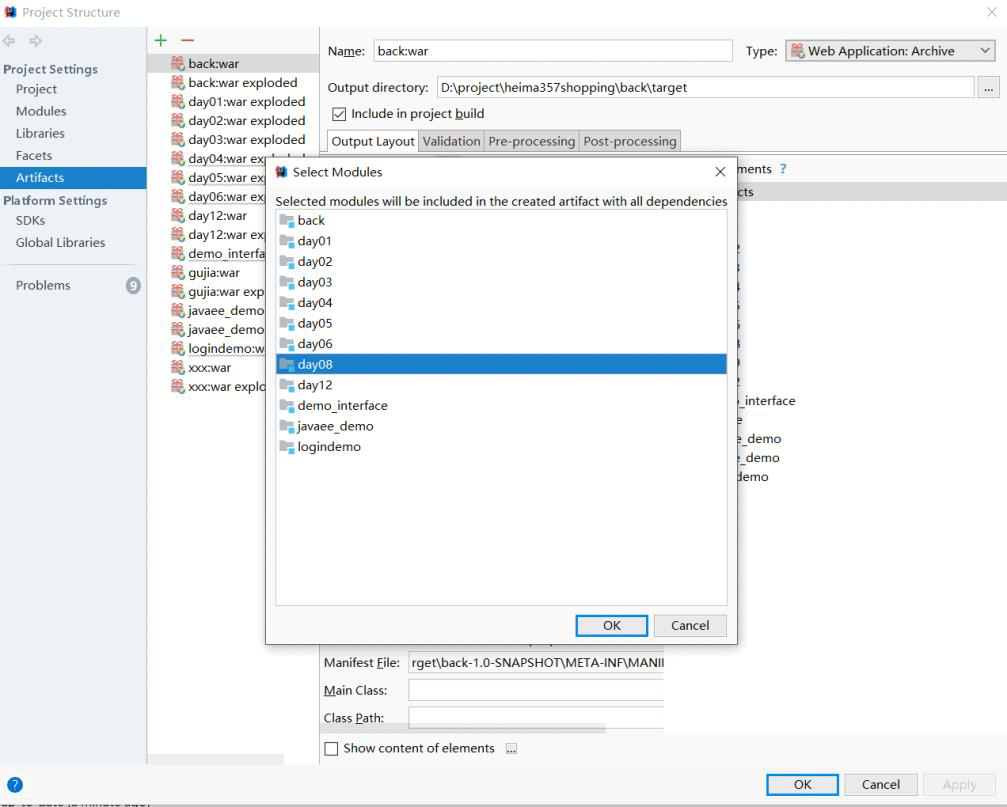 Project Structure
Project Settings
Project
Modules
Libraries
Facets
Artifacts
Platform Settings
SDKs
Global Libraries
Problems
9
back:war
back:war exploded
day01:war exploded
day02:war exploded
day03:war exploded
day04:war
day05:war ex
day06:war ex
day12:war
day12:war ex
demo_interfa
gujia:war
gujia:war exp
javaee_demo
javaee_demo
logindemo:w
xxx:war
xxx:war explo
Name: back:war
Type: Web Application: Archive
Output directory: D:\project\heima357shopping\back\target
...
Include in project build
Output Layout Validation Pre-processing Post-processing
ments ?
cts
_interface
e
e_demo
e_demo
demo
Select Modules
Selected modules will be included in the created artifact with all dependencies
back
day01
day02
day03
day04
day05
day06
day08
day12
demo_interface
javaee_demo
logindemo
OK Cancel
Manifest File: rget\back-1.0-SNAPSHOT\META-INF\MANI
Main Class:
Class Path:
Show content of elements ...
? OK Cancel Apply